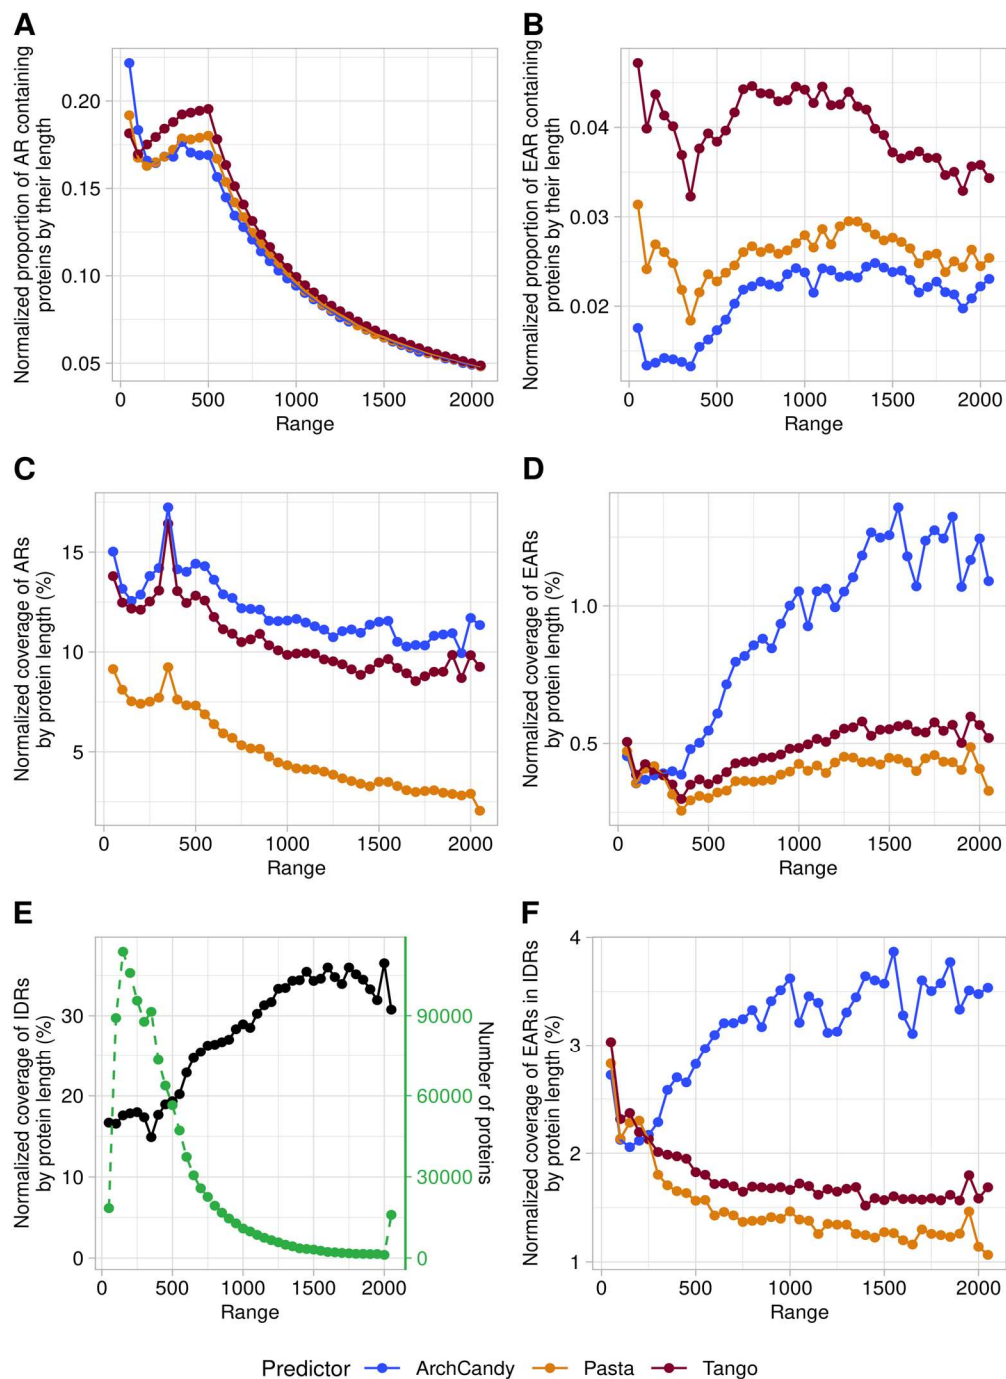 A
Normalized proportion of AR containing
proteins by their length
0.20
0.15
0.10
0.05
0
500
1000
1500
2000
Range
B
Normalized proportion of EAR containing
proteins by their length
0.04
0.03
0.02
0
500
1000
1500
2000
Range
C
Normalized coverage of ARs
by protein length (%)
15
10
5
0
500
1000
1500
2000
Range
D
Normalized coverage of EARs
by protein length (%)
1.0
0.5
0
500
1000
1500
2000
Range
E
Normalized coverage of IDRs
by protein length (%)
30
20
10
0
90000
60000
30000
0
Number of proteins
0
500
1000
1500
2000
Range
F
Normalized coverage of EARs in IDRs
by protein length (%)
4
3
2
1
0
500
1000
1500
2000
Range
Predictor ArchCandy Pasta Tango